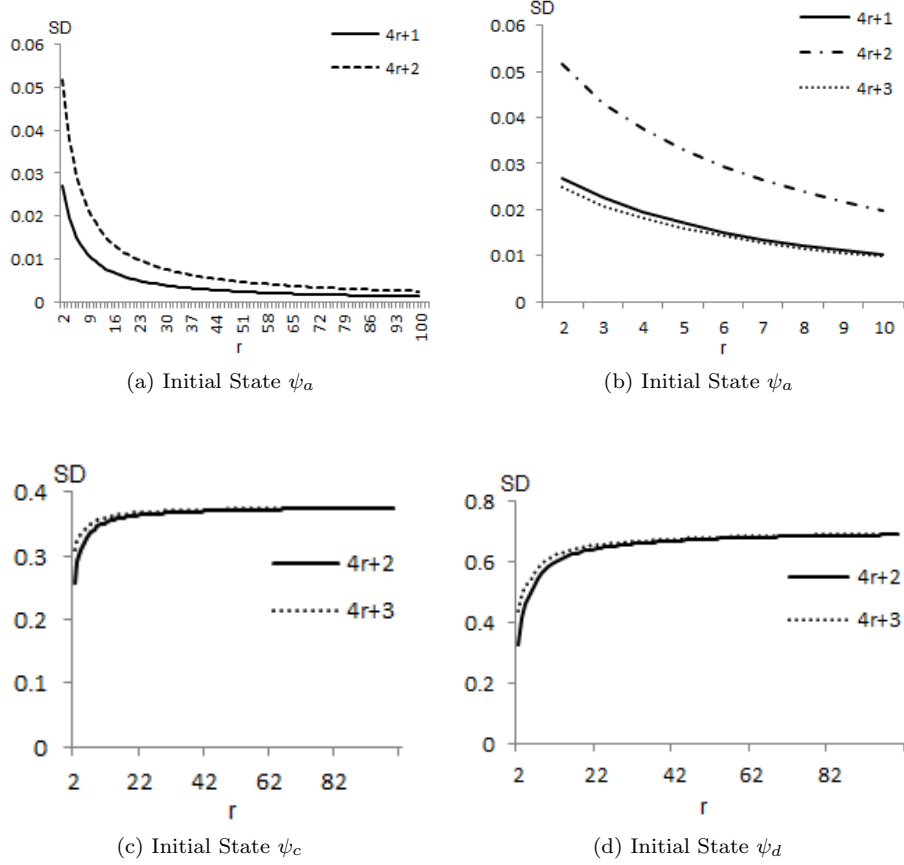 SD
0.06
0.05
0.04
0.03
0.02
0.01
0
4r+1
4r+2
2 9 16 23 30 37 44 51 58 65 72 79 86 93 100
r
(a) Initial State ψa
SD
0.06
0.05
0.04
0.03
0.02
0.01
0
4r+1
4r+2
4r+3
2 3 4 5 6 7 8 9 10
r
(b) Initial State ψa
SD
0.4
0.3
0.2
0.1
0
4r+2
4r+3
2 22 42 62 82
r
(c) Initial State ψc
SD
0.8
0.6
0.4
0.2
0
4r+2
4r+3
2 22 42 62 82
r
(d) Initial State ψd